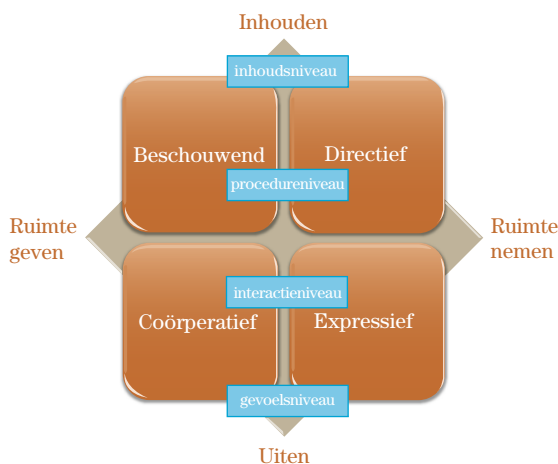 Inhouden
inhoudsniveau
Beschouwend
Directief
procedureniveau
Ruimte
geven
Ruimte
nemen
interactieniveau
Coörperatief
Expressief
gevoelsniveau
Uiten